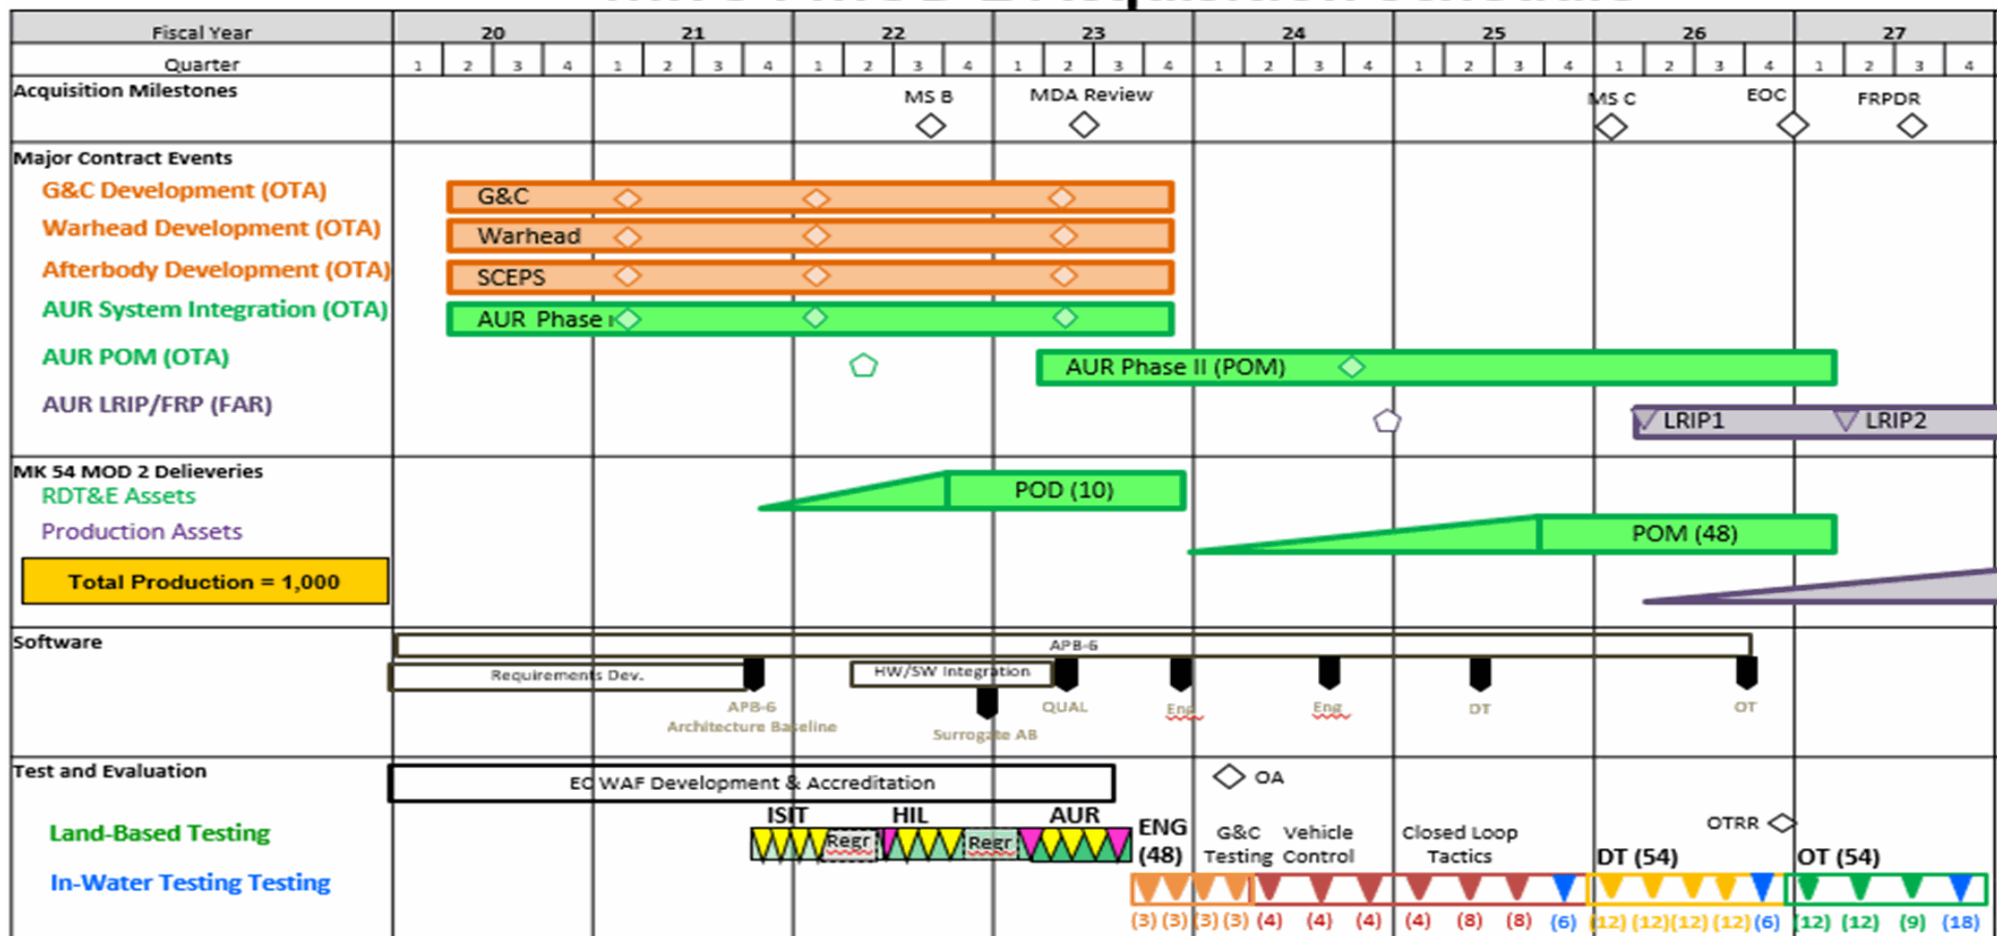 Fiscal Year 20 21 22 23 24 25 26 27
Quarter 1 2 3 4 1 2 3 4 1 2 3 4 1 2 3 4 1 2 3 4 1 2 3 4 1 2 3 4 1 2 3 4
Acquisition Milestones
MS B MDA Review MS C EOC FRPDR
Major Contract Events
G&C Development (OTA) G&C
Warhead Development (OTA) Warhead
Afterbody Development (OTA) SCEPS
AUR System Integration (OTA) AUR Phase I
AUR POM (OTA) AUR Phase II (POM)
AUR LRIP/FRP (FAR) LRIP1 LRIP2
MK 54 MOD 2 Delieveries
RDT&E Assets POD (10)
Production Assets POM (48)
Total Production = 1,000
Software APB-6
Requirements Dev. HW/SW Integration
APB-6 QUAL Eng Eng DT OT
Architecture Baseline
Surrogate AB
Test and Evaluation
EC WAF Development & Accreditation OA
ISIT HIL AUR
Land-Based Testing Regr Regr ENG G&C Vehicle Closed Loop OTRR
(48) Testing Control Tactics DT (54) OT (54)
In-Water Testing Testing
(3) (3) (3) (3) (4) (4) (4) (4) (8) (8) (6) (12) (12) (12) (12) (6) (12) (12) (9) (18)